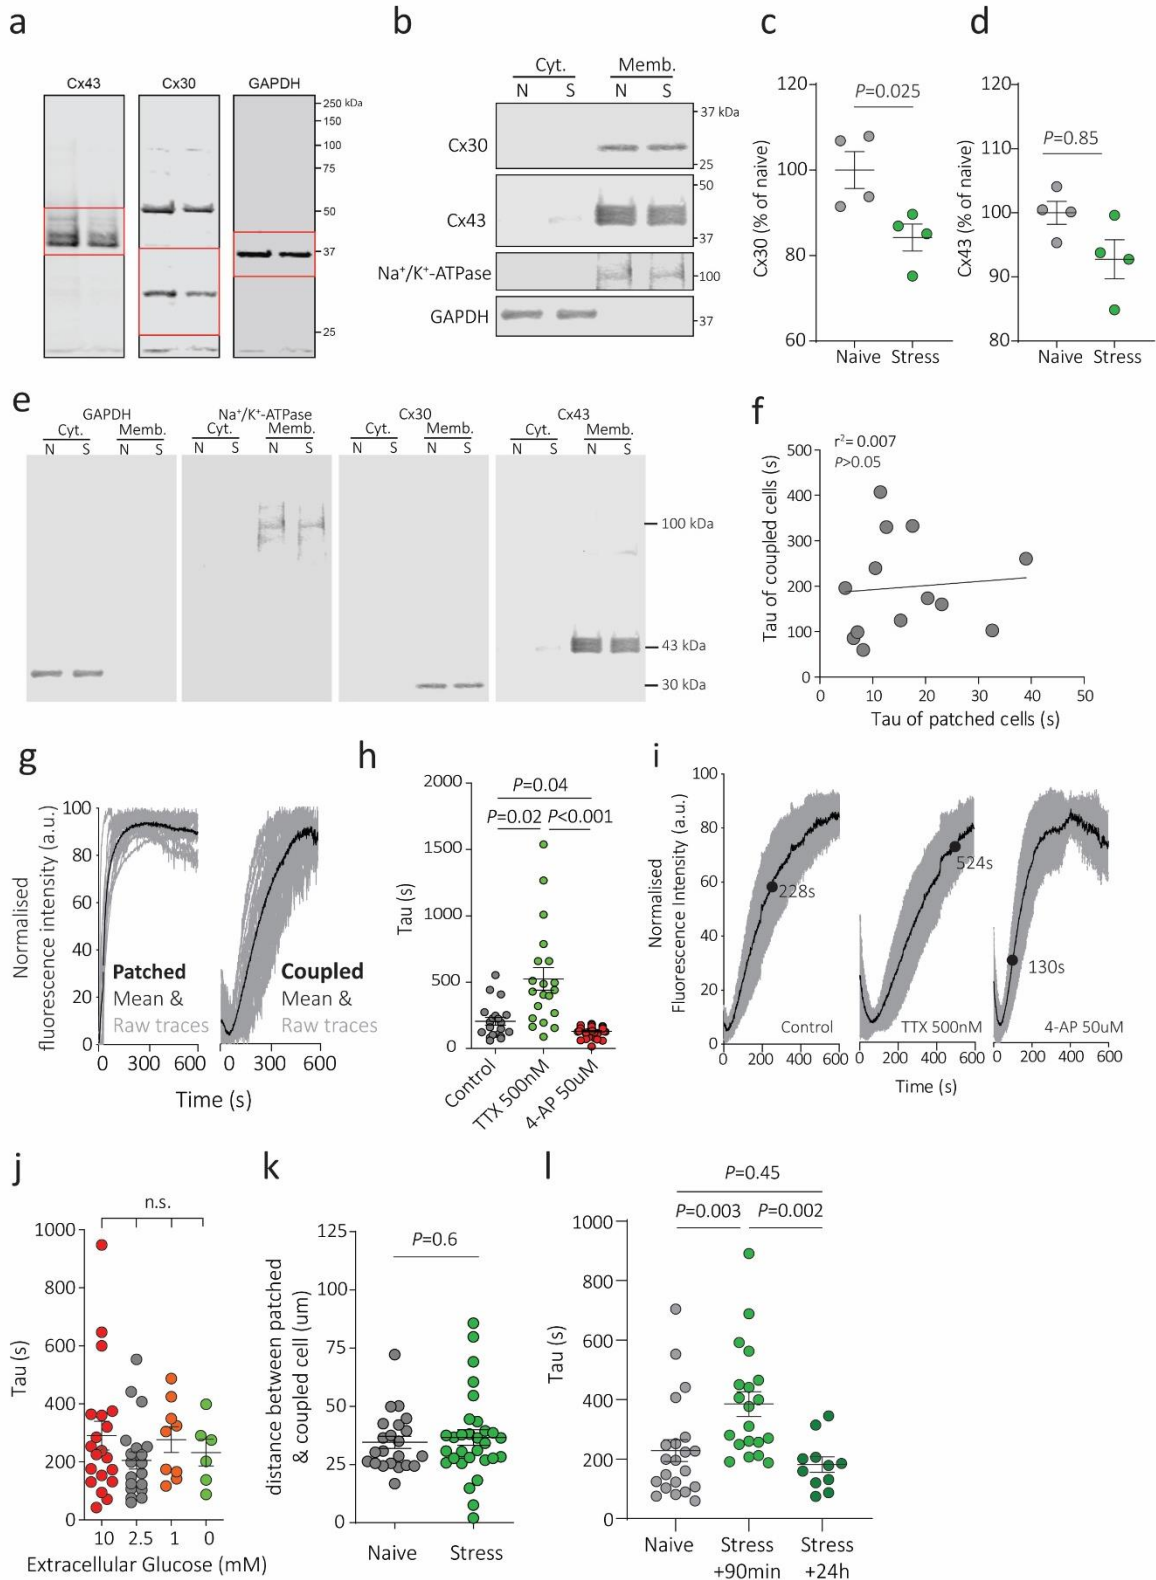 a
Cx43
Cx30
GAPDH
250 kDa
150
100
75
50
37
25
b
Cyt.
Memb.
N
S
N
S
37 kDa
Cx30
25
50
Cx43
37
Na⁺/K⁺-ATPase
100
GAPDH
37
c
120
P=0.025
100
80
60
Cx30 (% of naive)
Naive
Stress
d
120
110
P=0.85
100
90
80
Cx43 (% of naive)
Naive
Stress
e
GAPDH
Na⁺/K⁺-ATPase
Cx30
Cx43
Cyt.
Memb.
Cyt.
Memb.
Cyt.
Memb.
Cyt.
Memb.
N
S
N
S
N
S
N
S
N
S
N
S
N
S
N
S
100 kDa
43 kDa
30 kDa
f
r²= 0.007
P>0.05
500
400
300
200
100
0
Tau of coupled cells (s)
0
10
20
30
40
50
Tau of patched cells (s)
g
Normalised
fluorescence intensity (a.u.)
100
80
60
40
20
0
Patched
Mean &
Raw traces
Coupled
Mean &
Raw traces
0
300
600
0
300
600
Time (s)
h
2000
1500
1000
500
0
Tau (s)
P=0.04
P=0.02
P<0.001
Control
TTX 500nM
4-AP 50uM
i
Normalised
Fluorescence Intensity (a.u.)
100
80
60
40
20
0
228s
524s
130s
Control
TTX 500nM
4-AP 50uM
0
200
400
600
0
200
400
600
0
200
400
600
Time (s)
j
n.s.
1000
800
600
400
200
0
Tau (s)
10
2.5
1
0
Extracellular Glucose (mM)
k
125
100
75
50
25
0
distance between patched
& coupled cell (um)
P=0.6
Naive
Stress
l
P=0.45
P=0.003
P=0.002
1000
800
600
400
200
0
Tau (s)
Naive
Stress
+90min
Stress
+24h